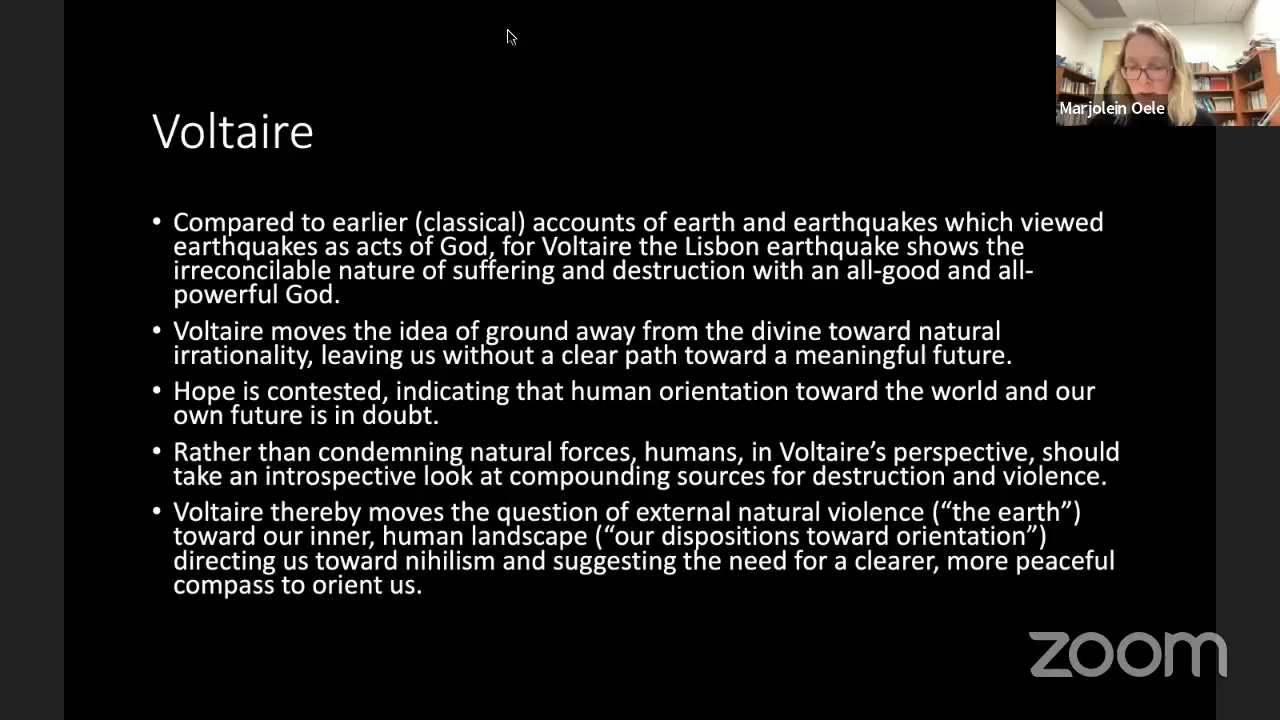 Marjolein Oele
Voltaire
• Compared to earlier (classical) accounts of earth and earthquakes which viewed
earthquakes as acts of God, for Voltaire the Lisbon earthquake shows the
irreconcilable nature of suffering and destruction with an all-good and all-
powerful God.
• Voltaire moves the idea of ground away from the divine toward natural
irrationality, leaving us without a clear path toward a meaningful future.
• Hope is contested, indicating that human orientation toward the world and our
own future is in doubt.
• Rather than condemning natural forces, humans, in Voltaire’s perspective, should
take an introspective look at compounding sources for destruction and violence.
• Voltaire thereby moves the question of external natural violence (“the earth”)
toward our inner, human landscape (“our dispositions toward orientation”)
directing us toward nihilism and suggesting the need for a clearer, more peaceful
compass to orient us.
zoom